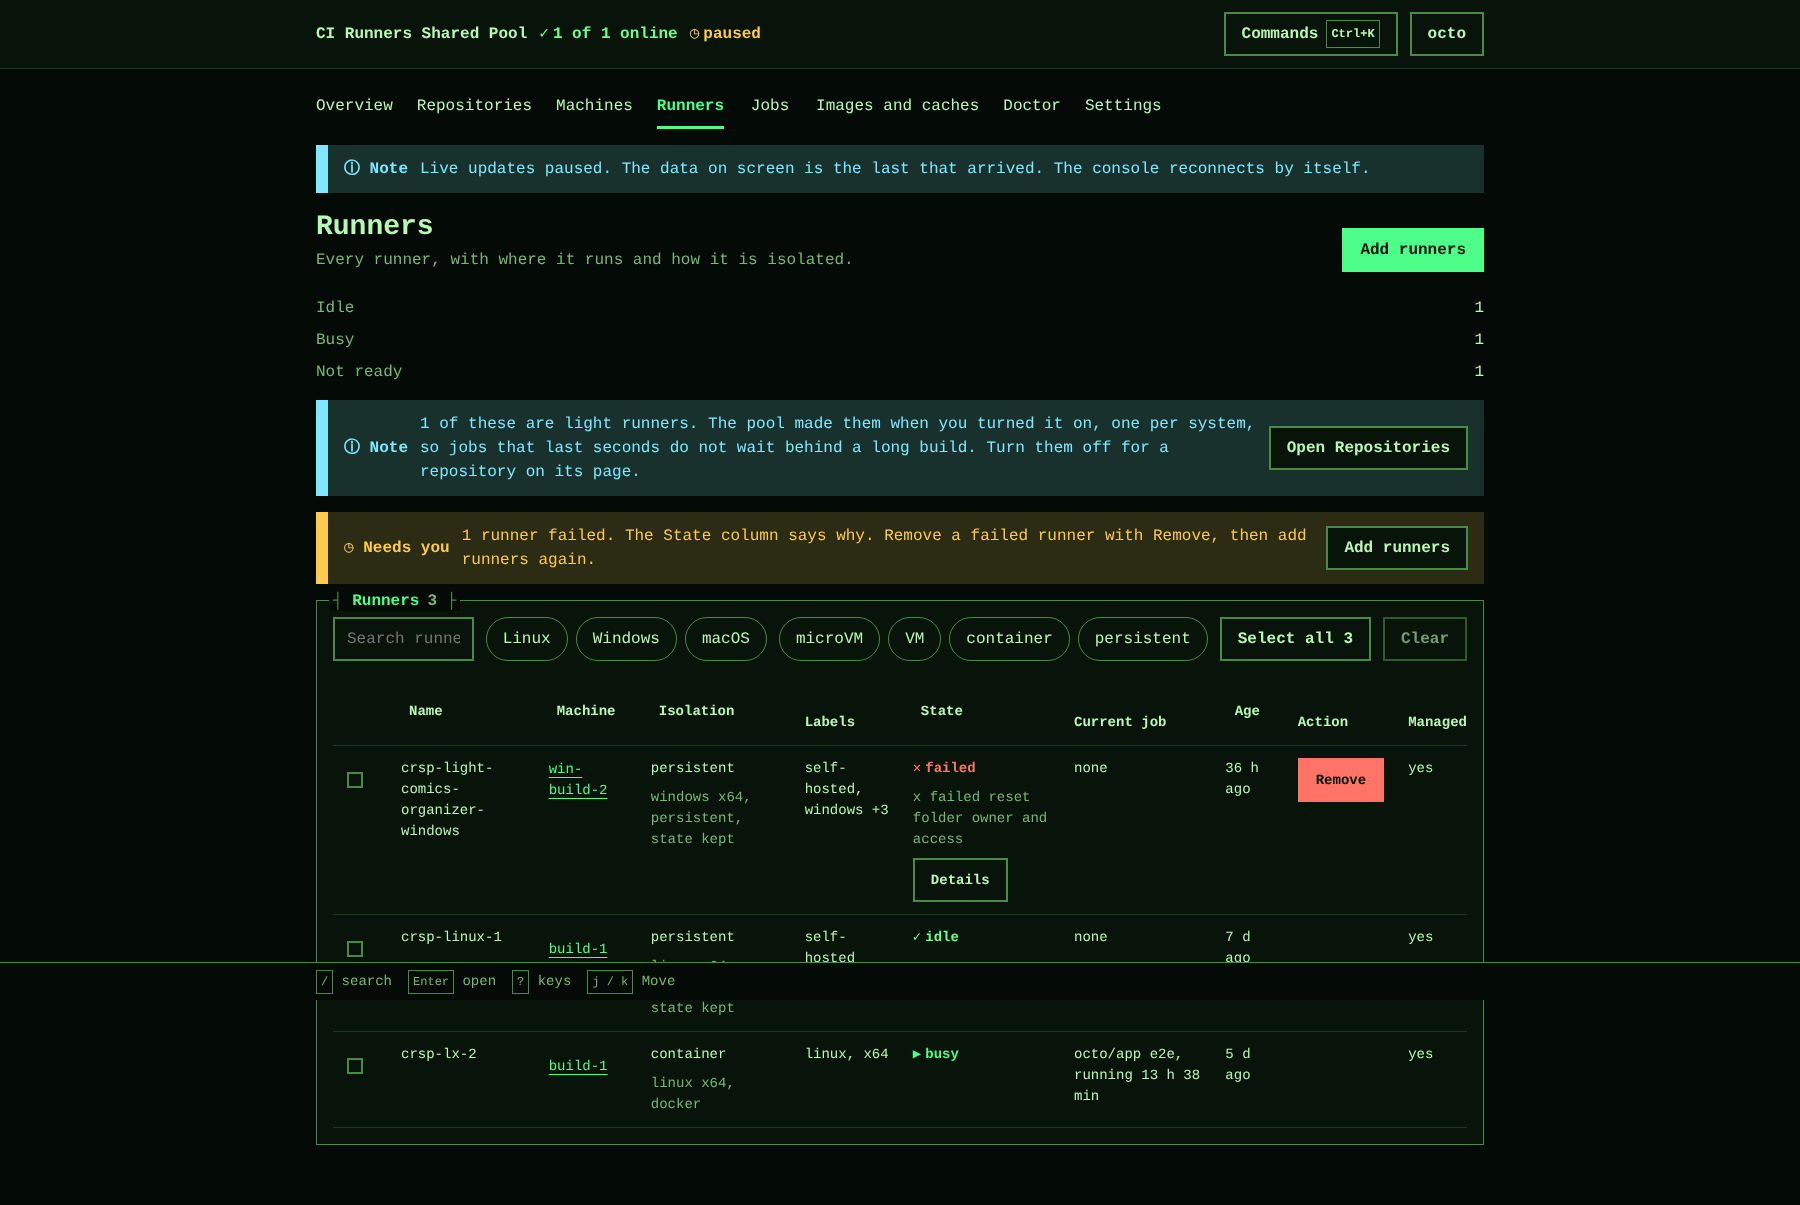 CI Runners Shared Pool ✓ 1 of 1 online ◷ paused
Commands Ctrl+K octo
Overview Repositories Machines Runners Jobs Images and caches Doctor Settings
ⓘ Note Live updates paused. The data on screen is the last that arrived. The console reconnects by itself.
Runners
Every runner, with where it runs and how it is isolated.
Add runners
Idle 1
Busy 1
Not ready 1
ⓘ Note
1 of these are light runners. The pool made them when you turned it on, one per system,
so jobs that last seconds do not wait behind a long build. Turn them off for a
repository on its page.
Open Repositories
◷ Needs you
1 runner failed. The State column says why. Remove a failed runner with Remove, then add
runners again.
Add runners
Runners 3
Search runne Linux Windows macOS microVM VM container persistent Select all 3 Clear
Name Machine Isolation Labels State Current job Age Action Managed
crsp-light-
comics-
organizer-
windows
win-
build-2
persistent
windows x64,
persistent,
state kept
self-
hosted,
windows +3
✕ failed
x failed reset
folder owner and
access
Details
none
36 h
ago
Remove
yes
crsp-linux-1
build-1
persistent
state kept
self-
hosted
✓ idle
none
7 d
ago
yes
/ search Enter open ? keys j / k Move
crsp-lx-2
build-1
container
linux x64,
docker
linux, x64
▶ busy
octo/app e2e,
running 13 h 38
min
5 d
ago
yes